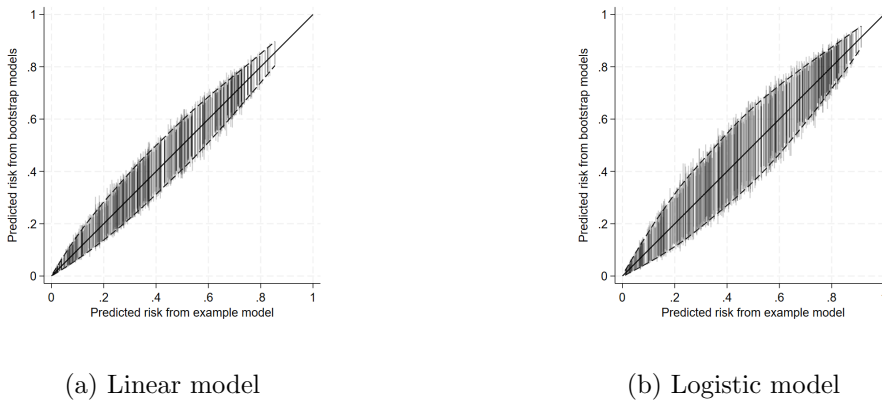 1
.8
.6
.4
.2
0
Predicted risk from bootstrap models
0 .2 .4 .6 .8 1
Predicted risk from example model
(a) Linear model
1
.8
.6
.4
.2
0
Predicted risk from bootstrap models
0 .2 .4 .6 .8
Predicted risk from example model
(b) Logistic model